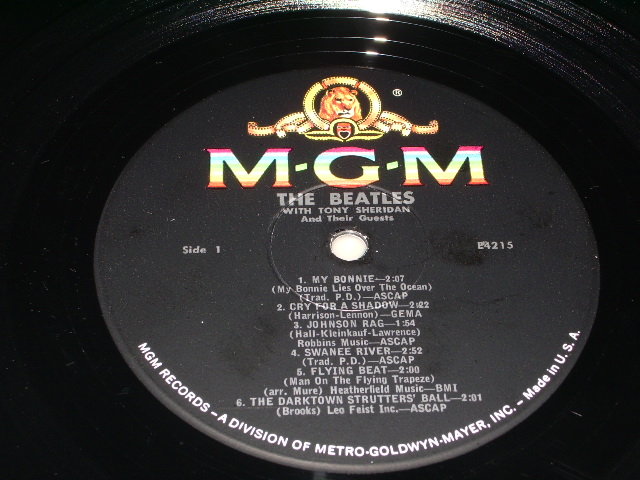 ®
M-G-M
THE BEATLES
WITH TONY SHERIDAN
And Their Guests
Side 1
E4215
1. MY BONNIE—2:07
(My Bonnie Lies Over The Ocean)
(Trad. P.D.)—ASCAP
2. CRY FOR A SHADOW—2:22
(Harrison-Lennon)—GEMA
3. JOHNSON RAG—1:54
(Hall-Kleinkauf-Lawrence)
Robbins Music—ASCAP
4. SWANEE RIVER—2:52
(Trad. P.D.)—ASCAP
5. FLYING BEAT—2:00
(Man On The Flying Trapeze)
(arr. Mure) Heatherfield Music—BMI
6. THE DARKTOWN STRUTTERS' BALL—2:01
(Brooks) Leo Feist Inc.—ASCAP
MGM RECORDS – A DIVISION OF METRO-GOLDWYN-MAYER, INC. – Made in U.S.A.